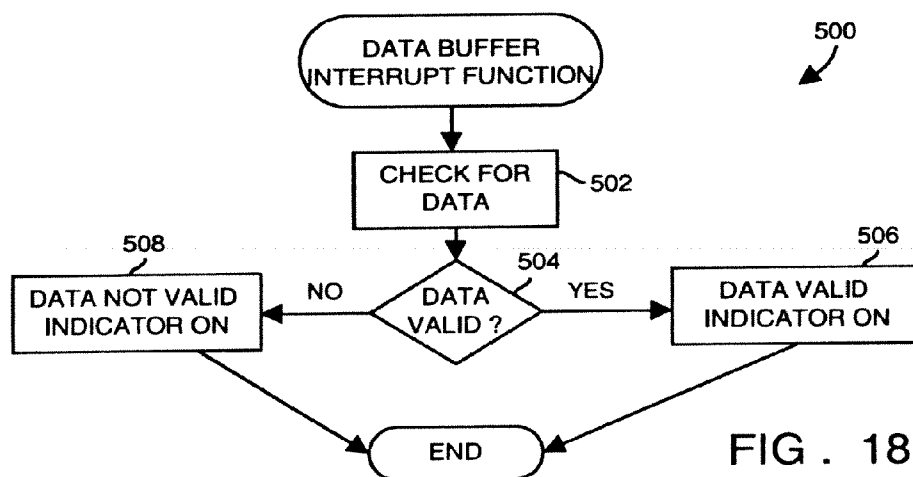 DATA BUFFER
INTERRUPT FUNCTION
500
CHECK FOR
DATA
502
508
504
506
DATA NOT VALID
INDICATOR ON
NO
DATA
VALID ?
YES
DATA VALID
INDICATOR ON
END
FIG . 18